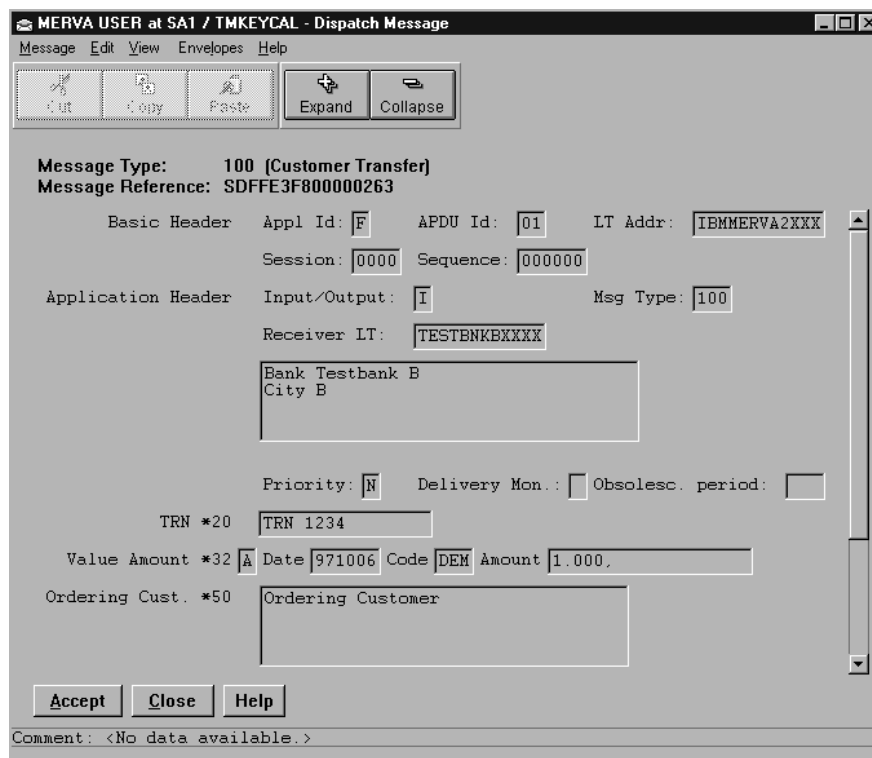 MERVA USER at SA1 / TMKEYCAL - Dispatch Message
Message Edit View Envelopes Help
Cut Copy Paste Expand Collapse
Message Type: 100 (Customer Transfer)
Message Reference: SDFFE3F800000263
Basic Header Appl Id: F APDU Id: 01 LT Addr: IBMMERVA2XXX
Session: 0000 Sequence: 000000
Application Header Input/Output: I Msg Type: 100
Receiver LT: TESTBNKBXXXX
Bank Testbank B
City B
Priority: N Delivery Mon.: Obsolesc. period:
TRN *20 TRN 1234
Value Amount *32 A Date 971006 Code DEM Amount 1.000,
Ordering Cust. *50 Ordering Customer
Accept Close Help
Comment: <No data available.>